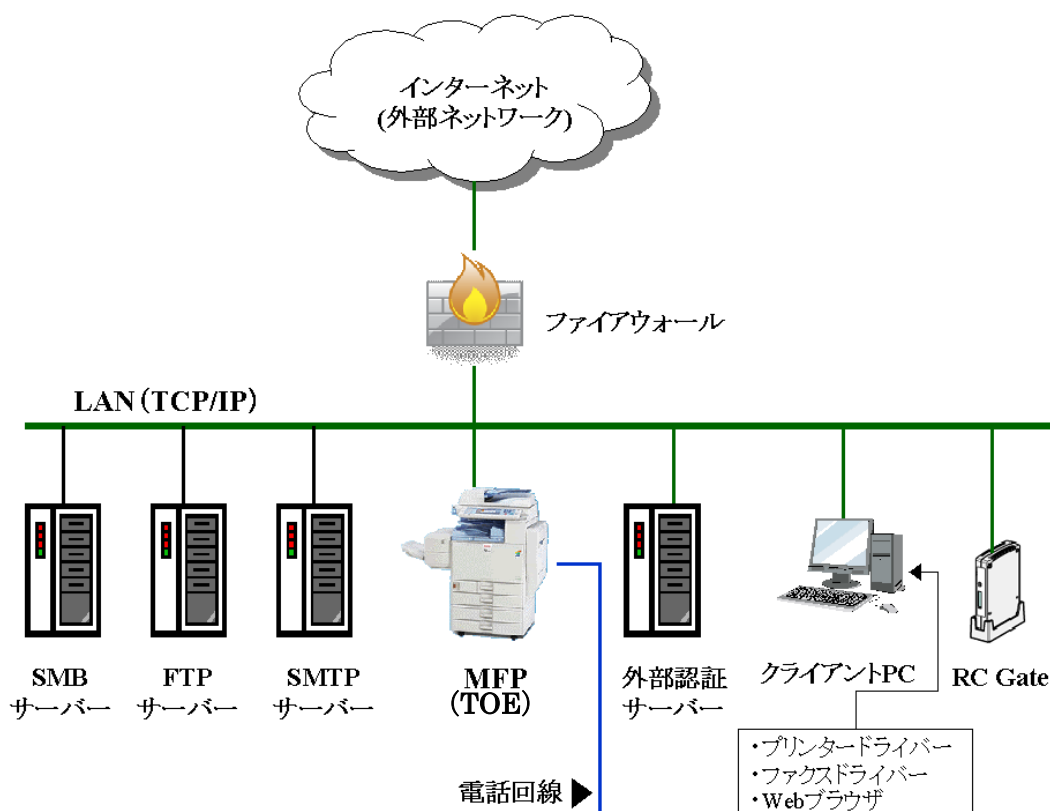 インターネット
(外部ネットワーク)
ファイアウォール
LAN(TCP/IP)
SMB
サーバー
FTP
サーバー
SMTP
サーバー
MFP
(TOE)
外部認証
サーバー
クライアントPC
RC Gate
・プリンタードライバー
・ファクスドライバー
・Webブラウザ
電話回線